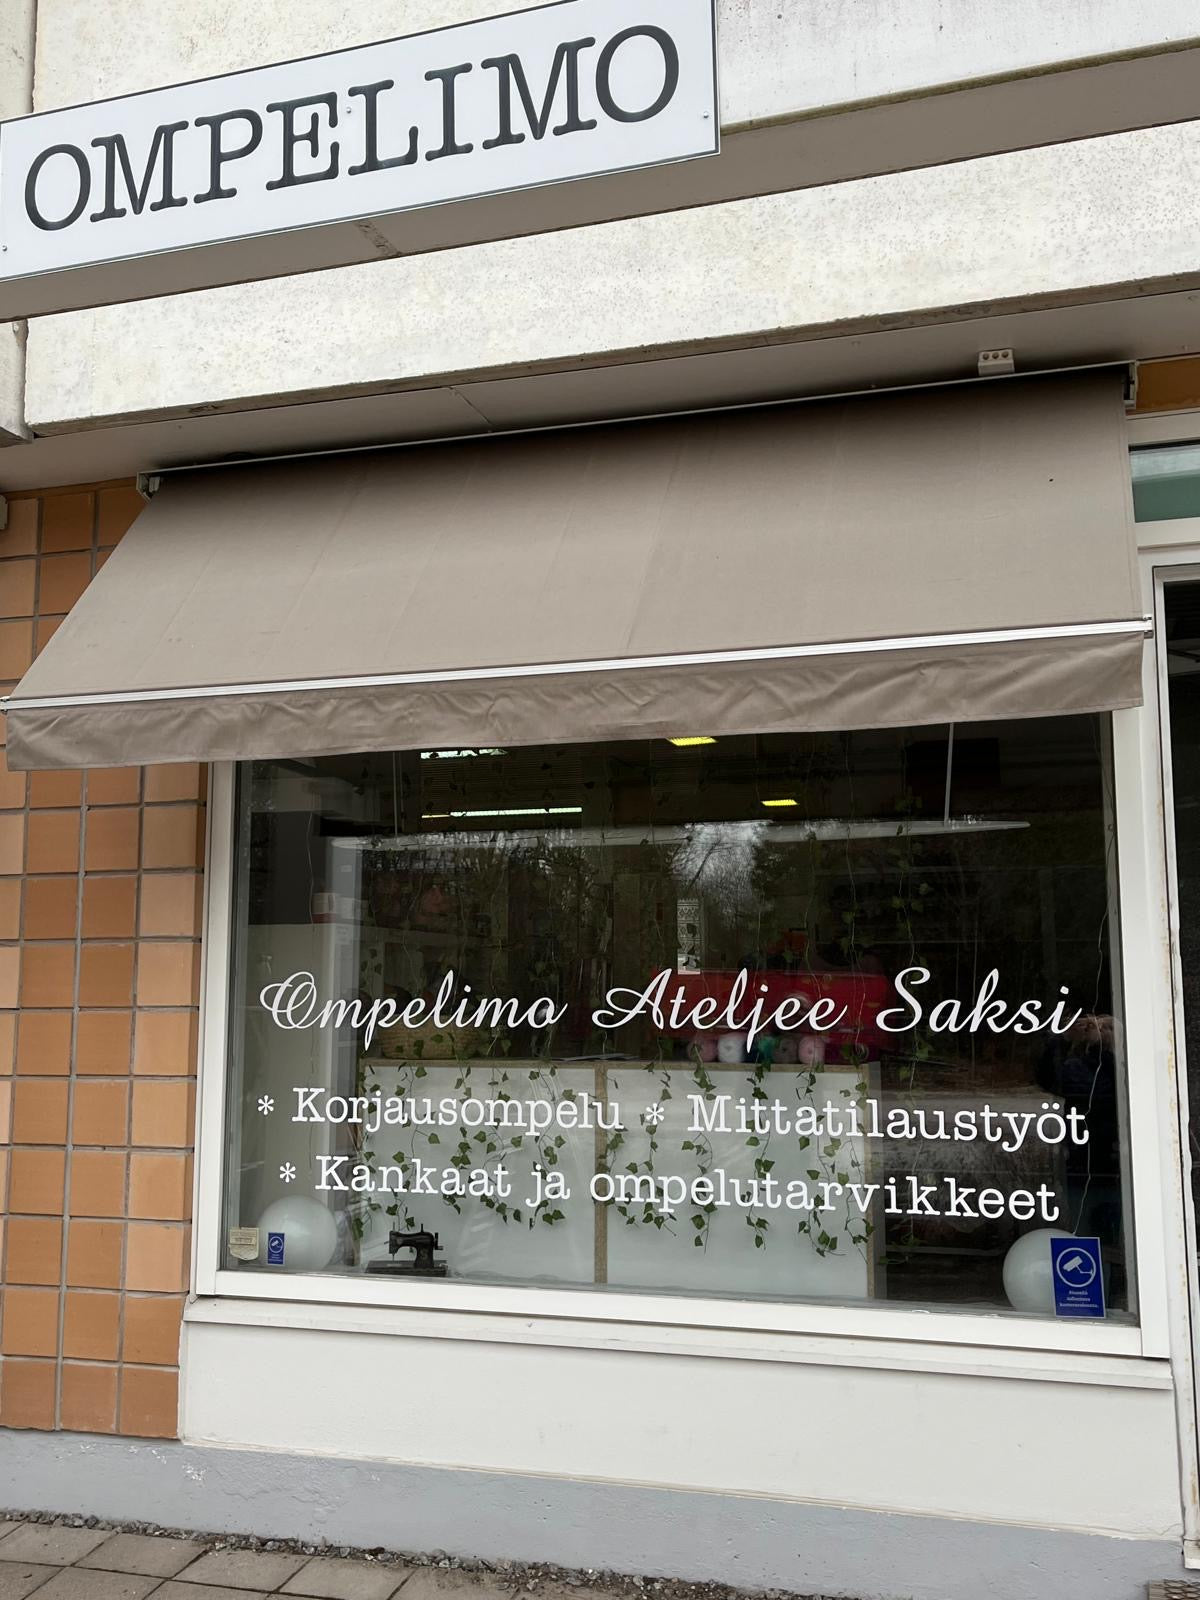 OMPELIMO
Ompelimo Ateljee Saksi
* Korjausompelu * Mittatilaustyöt
* Kankaat ja ompelutarvikkeet